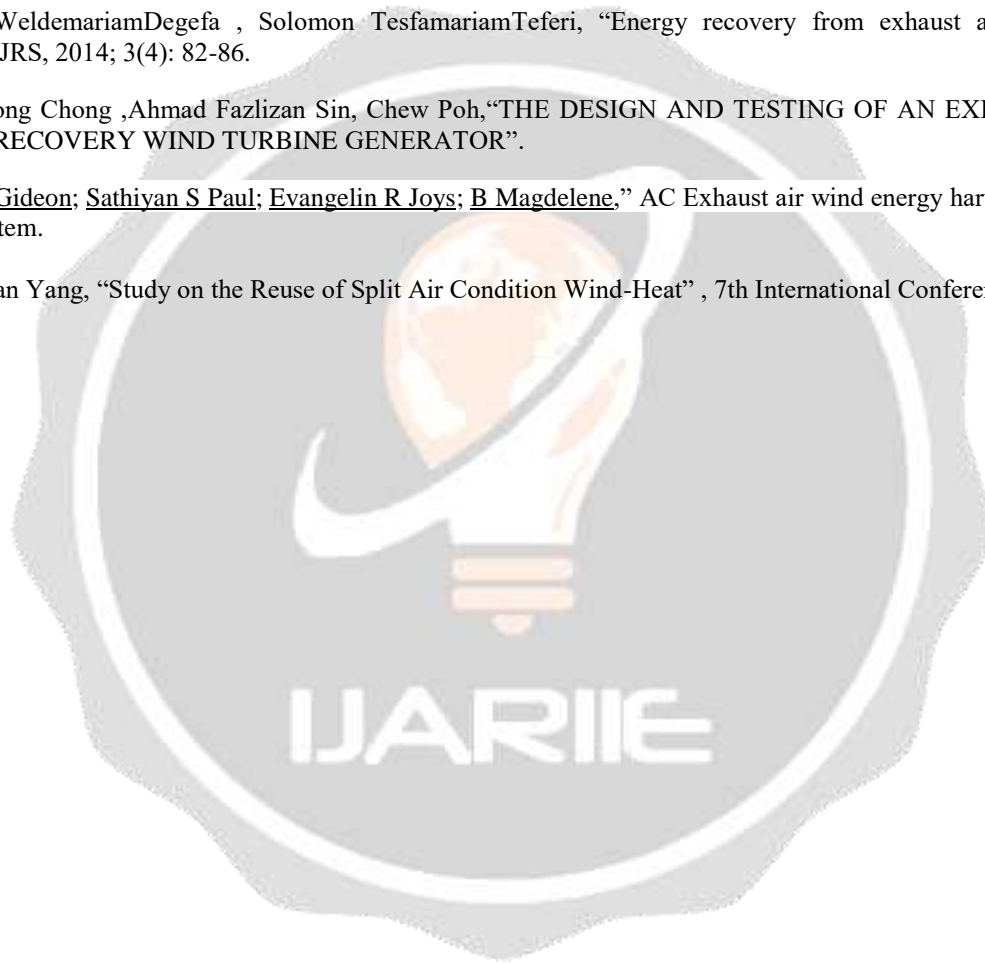 WeldemariamDegefa , Solomon TesfamariamTeferi, “Energy recovery from exhaust a
JRS, 2014; 3(4): 82-86.
ong Chong ,Ahmad Fazlizan Sin, Chew Poh,“THE DESIGN AND TESTING OF AN EX
RECOVERY WIND TURBINE GENERATOR”.
Gideon; Sathiyan S Paul; Evangelin R Joys; B Magdelene,” AC Exhaust air wind energy har
tem.
an Yang, “Study on the Reuse of Split Air Condition Wind-Heat” , 7th International Confere
IJARIIE